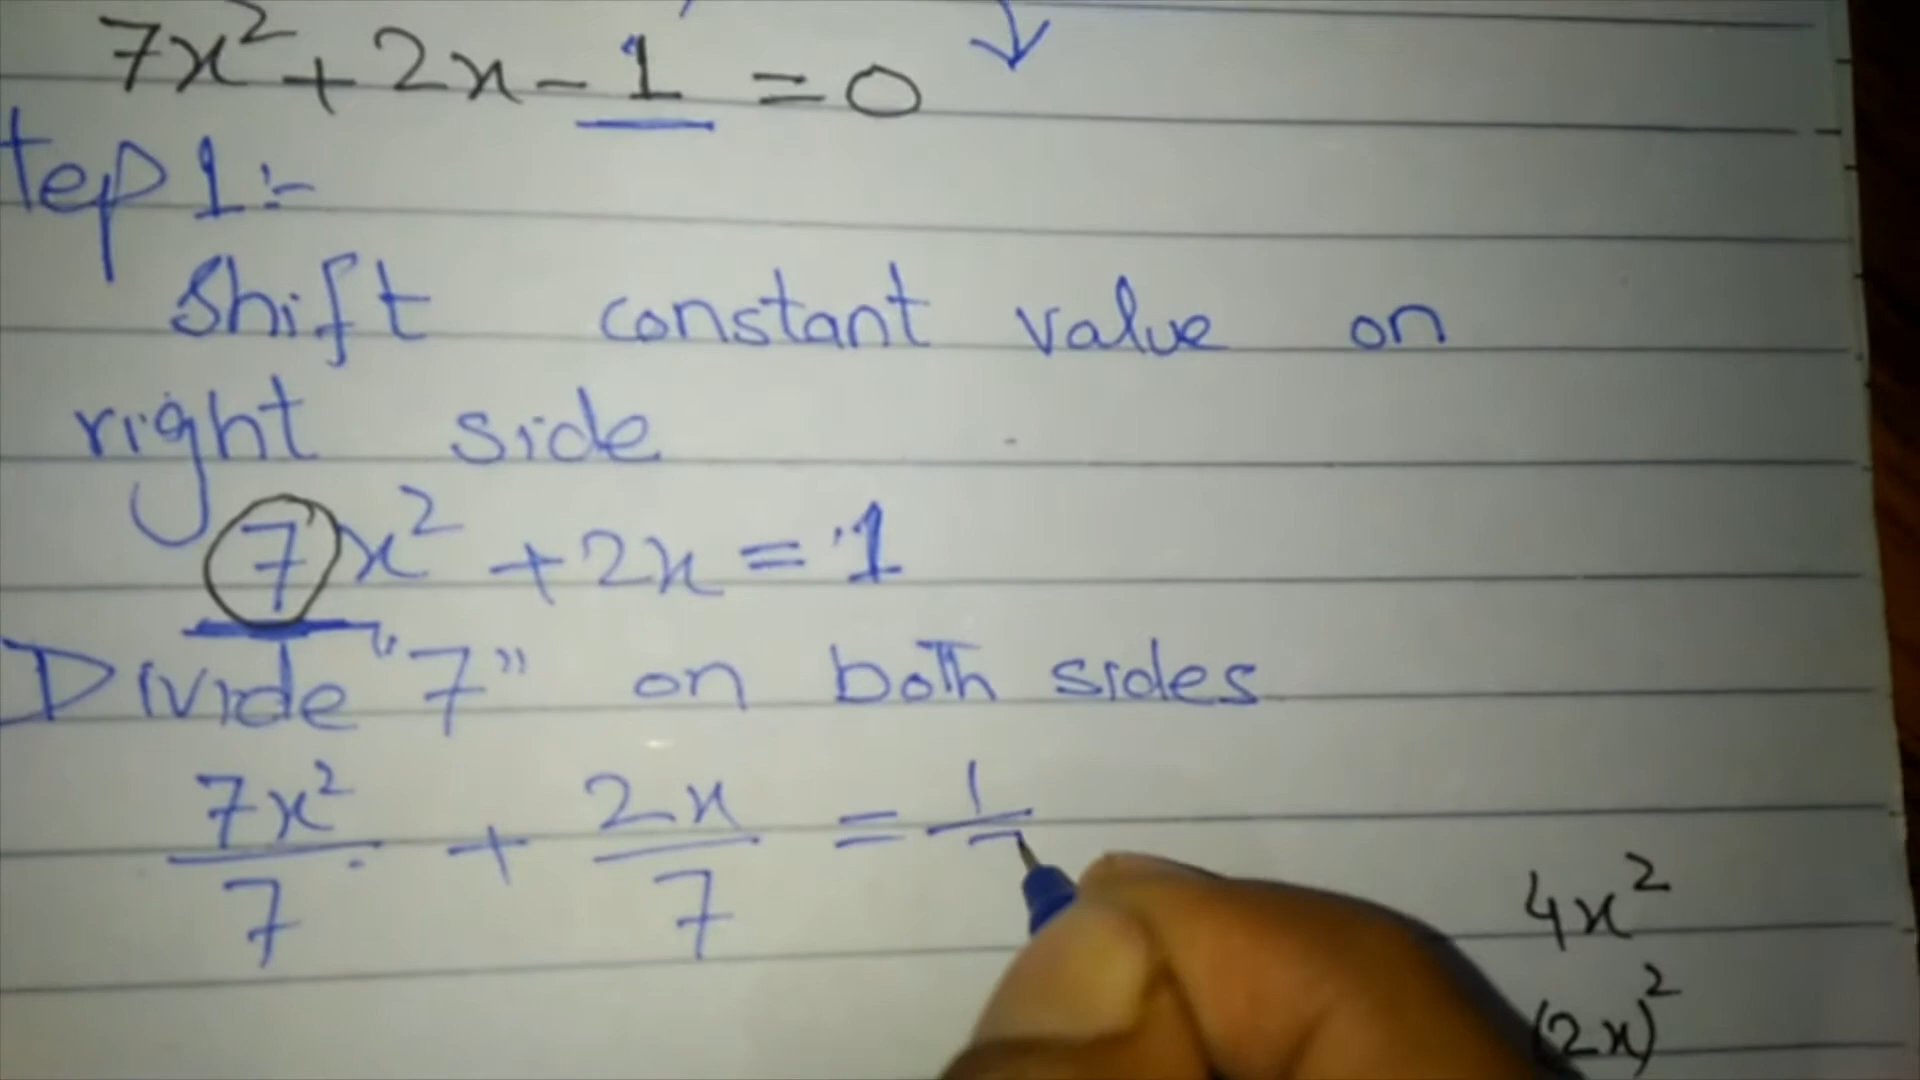 7x² + 2x - 1 = 0
tep 1:-
Shift constant value on
right side
7x² + 2x = 1
Divide "7" on both sides
7x²/7 + 2x/7 = 1/
4x²
(2x)²